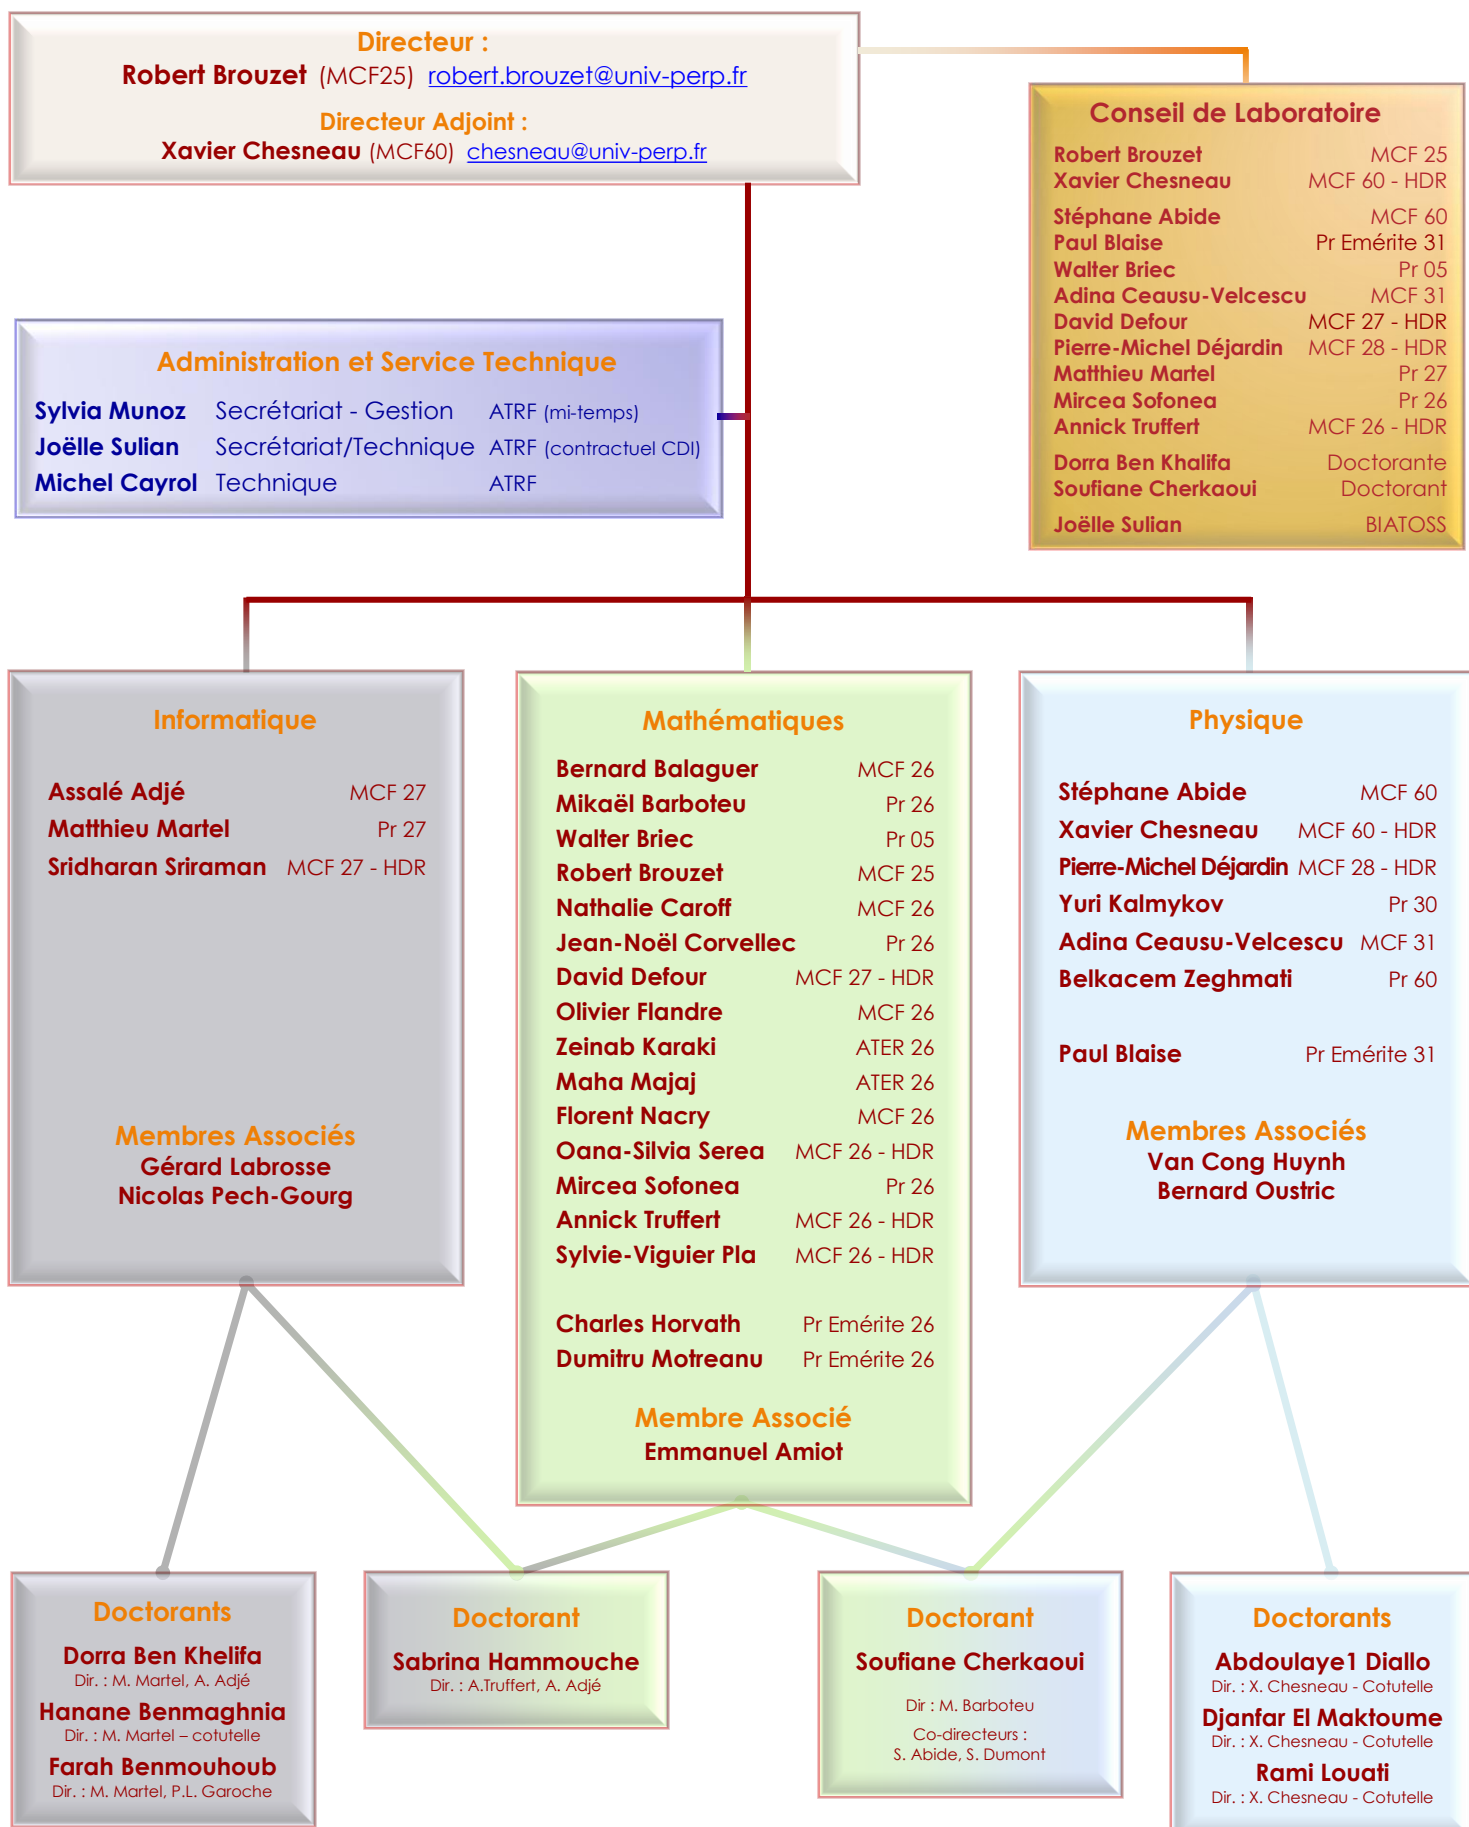 Directeur :
Robert Brouzet (MCF25) robert.brouzet@univ-perp.fr
Directeur Adjoint :
Xavier Chesneau (MCF60) chesneau@univ-perp.fr
Conseil de Laboratoire
Robert Brouzet MCF 25
Xavier Chesneau MCF 60 - HDR
Stéphane Abide MCF 60
Paul Blaise Pr Emérite 31
Walter Briec Pr 05
Adina Ceausu-Velcescu MCF 31
David Defour MCF 27 - HDR
Pierre-Michel Déjardin MCF 28 - HDR
Matthieu Martel Pr 27
Mircea Sofonea Pr 26
Annick Truffert MCF 26 - HDR
Dorra Ben Khalifa Doctorante
Soufiane Cherkaoui Doctorant
Joëlle Sulian BIATOSS
Administration et Service Technique
Sylvia Munoz Secrétariat - Gestion ATRF (mi-temps)
Joëlle Sulian Secrétariat/Technique ATRF (contractuel CDI)
Michel Cayrol Technique ATRF
Informatique
Assalé Adjé MCF 27
Matthieu Martel Pr 27
Sridharan Sriraman MCF 27 - HDR
Membres Associés
Gérard Labrosse
Nicolas Pech-Gourg
Mathématiques
Bernard Balaguer MCF 26
Mikaël Barboteu Pr 26
Walter Briec Pr 05
Robert Brouzet MCF 25
Nathalie Caroff MCF 26
Jean-Noël Corvellec Pr 26
David Defour MCF 27 - HDR
Olivier Flandre MCF 26
Zeinab Karaki ATER 26
Maha Majaj ATER 26
Florent Nacry MCF 26
Oana-Silvia Serea MCF 26 - HDR
Mircea Sofonea Pr 26
Annick Truffert MCF 26 - HDR
Sylvie-Viguier Pla MCF 26 - HDR
Charles Horvath Pr Emérite 26
Dumitru Motreanu Pr Emérite 26
Membre Associé
Emmanuel Amiot
Physique
Stéphane Abide MCF 60
Xavier Chesneau MCF 60 - HDR
Pierre-Michel Déjardin MCF 28 - HDR
Yuri Kalmykov Pr 30
Adina Ceausu-Velcescu MCF 31
Belkacem Zeghmati Pr 60
Paul Blaise Pr Emérite 31
Membres Associés
Van Cong Huynh
Bernard Oustric
Doctorants
Dorra Ben Khelifa
Dir. : M. Martel, A. Adjé
Hanane Benmaghnia
Dir. : M. Martel – cotutelle
Farah Benmouhoub
Dir. : M. Martel, P.L. Garoche
Doctorant
Sabrina Hammouche
Dir. : A.Truffert, A. Adjé
Doctorant
Soufiane Cherkaoui
Dir : M. Barboteu
Co-directeurs :
S. Abide, S. Dumont
Doctorants
Abdoulaye1 Diallo
Dir. : X. Chesneau - Cotutelle
Djanfar El Maktoume
Dir. : X. Chesneau - Cotutelle
Rami Louati
Dir. : X. Chesneau - Cotutelle